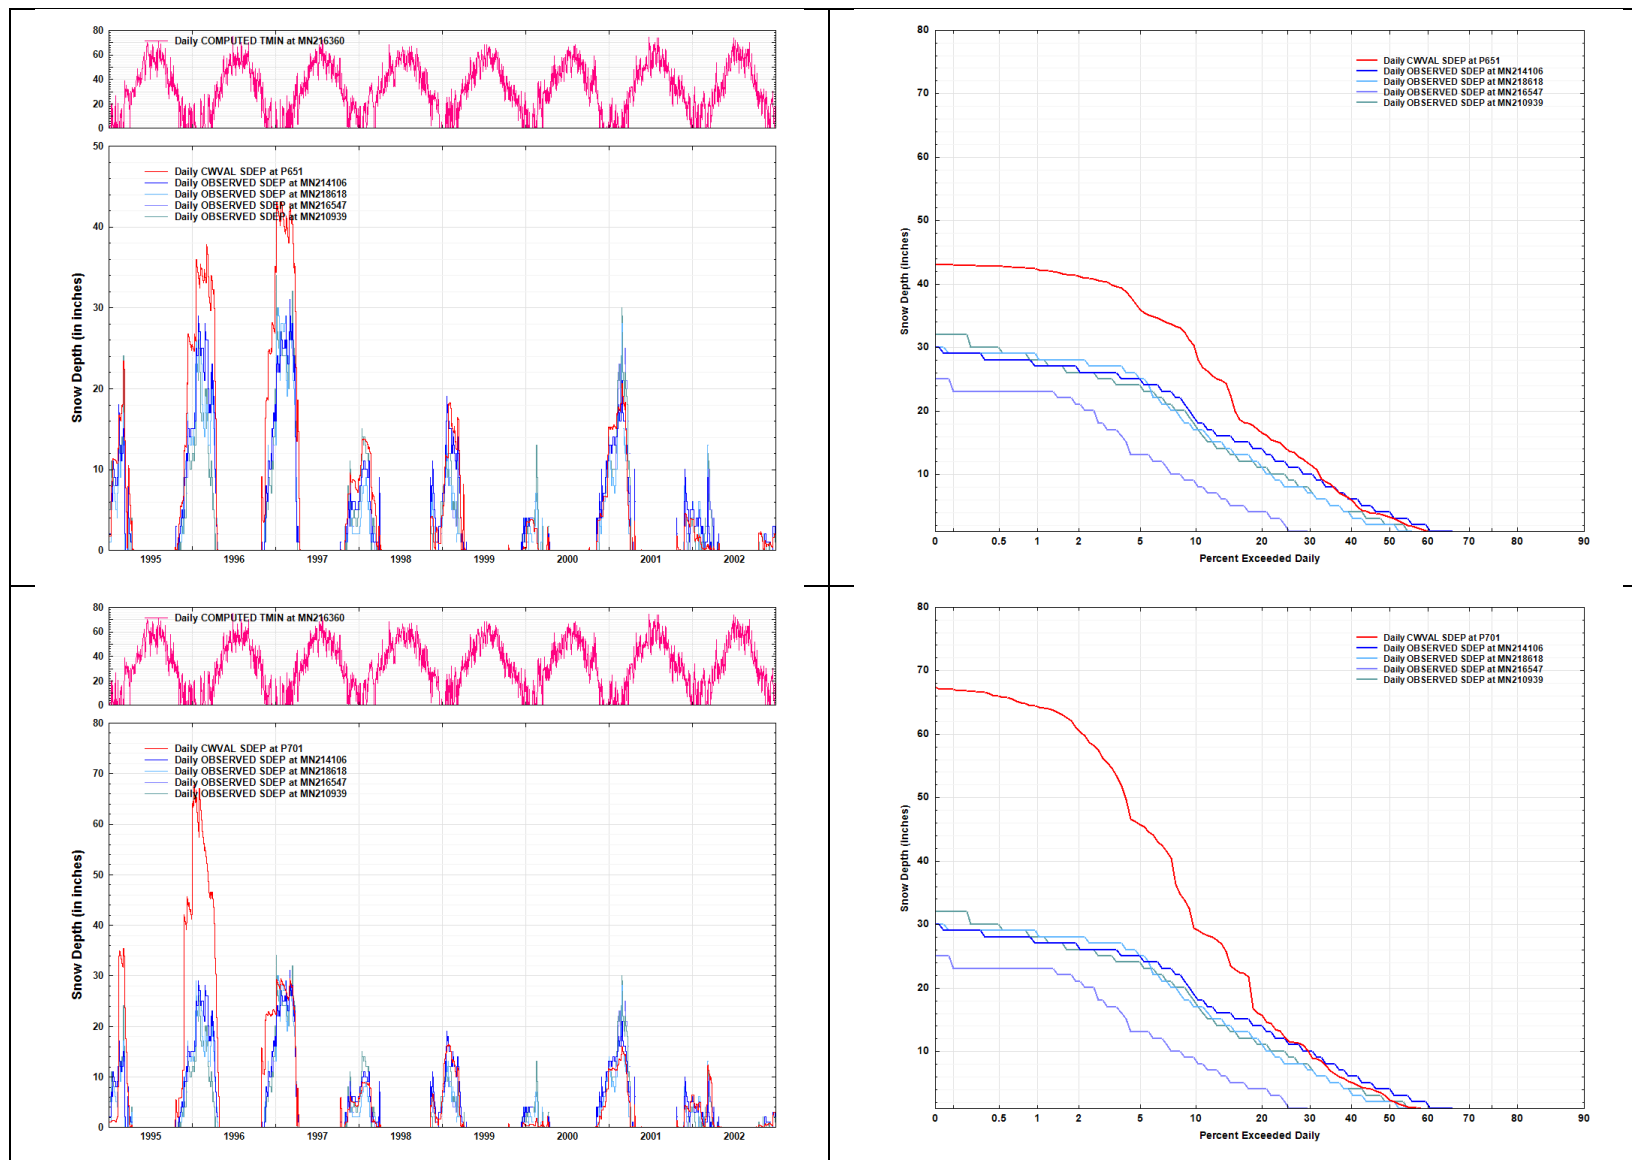 80
Daily COMPUTED TMIN at MN216360
60
40
20
0
50
Daily CWVAL SDEP at P651
Daily OBSERVED SDEP at MN214106
Daily OBSERVED SDEP at MN218618
Daily OBSERVED SDEP at MN216547
Daily OBSERVED SDEP at MN210939
40
30
20
10
0
Snow Depth (in inches)
1995 1996 1997 1998 1999 2000 2001 2002
80
Daily CWVAL SDEP at P651
Daily OBSERVED SDEP at MN214106
Daily OBSERVED SDEP at MN218618
Daily OBSERVED SDEP at MN216547
Daily OBSERVED SDEP at MN210939
70
60
50
40
30
20
10
Snow Depth (inches)
0 0.5 1 2 5 10 20 30 40 50 60 70 80 90
Percent Exceeded Daily
80
Daily COMPUTED TMIN at MN216360
60
40
20
0
80
Daily CWVAL SDEP at P701
Daily OBSERVED SDEP at MN214106
Daily OBSERVED SDEP at MN218618
Daily OBSERVED SDEP at MN216547
Daily OBSERVED SDEP at MN210939
70
60
50
40
30
20
10
0
Snow Depth (in inches)
1995 1996 1997 1998 1999 2000 2001 2002
80
Daily CWVAL SDEP at P701
Daily OBSERVED SDEP at MN214106
Daily OBSERVED SDEP at MN218618
Daily OBSERVED SDEP at MN216547
Daily OBSERVED SDEP at MN210939
70
60
50
40
30
20
10
Snow Depth (inches)
0 0.5 1 2 5 10 20 30 40 50 60 70 80 90
Percent Exceeded Daily